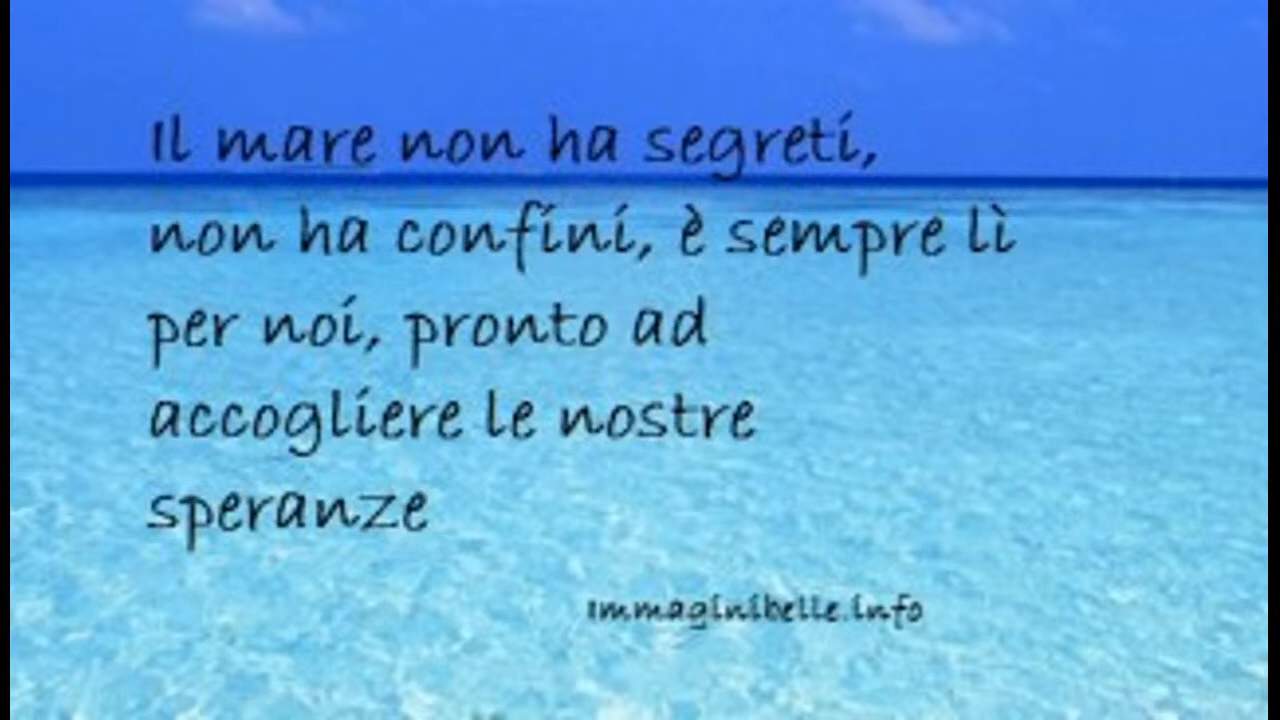 Il mare non ha segreti,
non ha confini, è sempre lì
per noi, pronto ad
accogliere le nostre
speranze
Immaginibelle.info